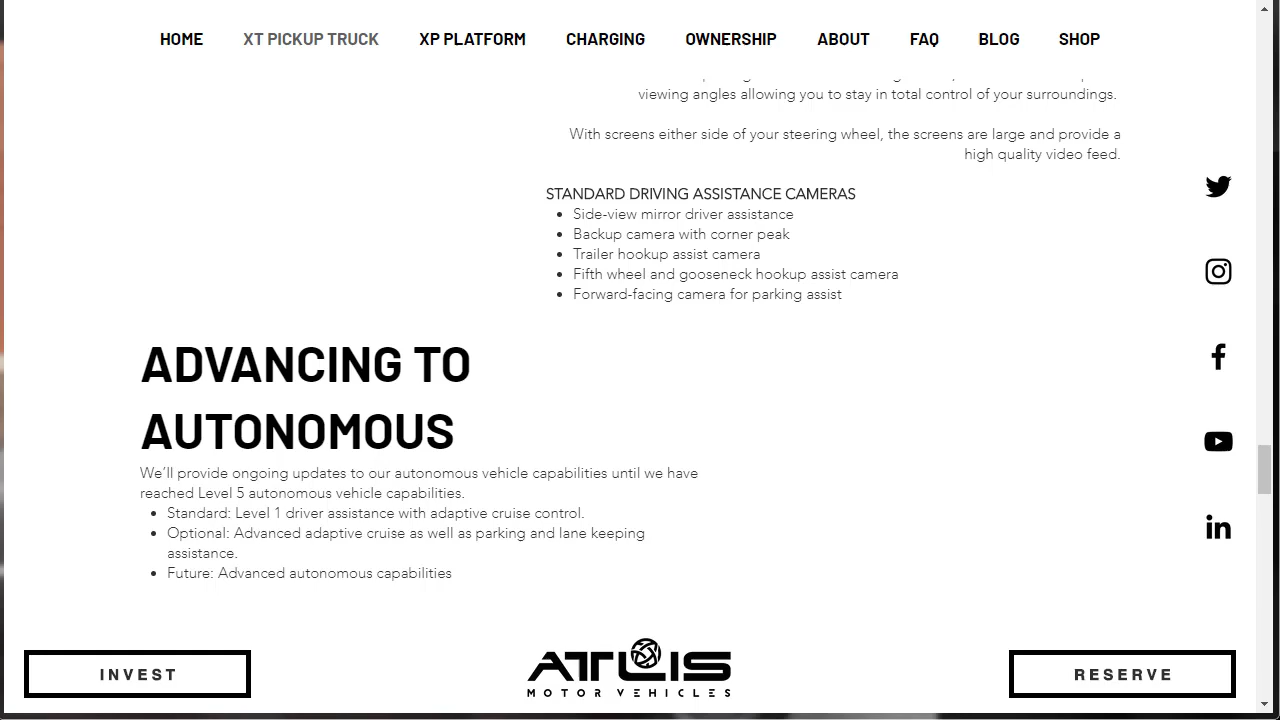 HOME XT PICKUP TRUCK XP PLATFORM CHARGING OWNERSHIP ABOUT FAQ BLOG SHOP
viewing angles allowing you to stay in total control of your surroundings.
With screens either side of your steering wheel, the screens are large and provide a
high quality video feed.
STANDARD DRIVING ASSISTANCE CAMERAS
• Side-view mirror driver assistance
• Backup camera with corner peak
• Trailer hookup assist camera
• Fifth wheel and gooseneck hookup assist camera
• Forward-facing camera for parking assist
ADVANCING TO
AUTONOMOUS
We’ll provide ongoing updates to our autonomous vehicle capabilities until we have
reached Level 5 autonomous vehicle capabilities.
• Standard: Level 1 driver assistance with adaptive cruise control.
• Optional: Advanced adaptive cruise as well as parking and lane keeping
assistance.
• Future: Advanced autonomous capabilities
INVEST
ATLIS
MOTOR VEHICLES
RESERVE